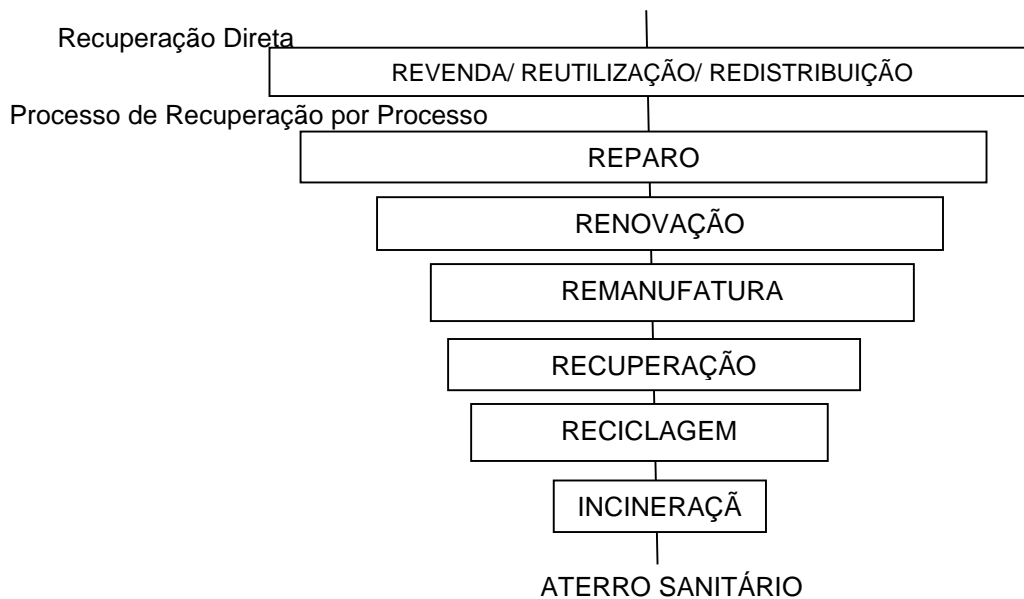 Recuperação Direta
REVENDA/ REUTILIZAÇÃO/ REDISTRIBUIÇÃO
Processo de Recuperação por Processo
REPARO
RENOVAÇÃO
REMANUFATURA
RECUPERAÇÃO
RECICLAGEM
INCINERAÇÃ
ATERRO SANITÁRIO